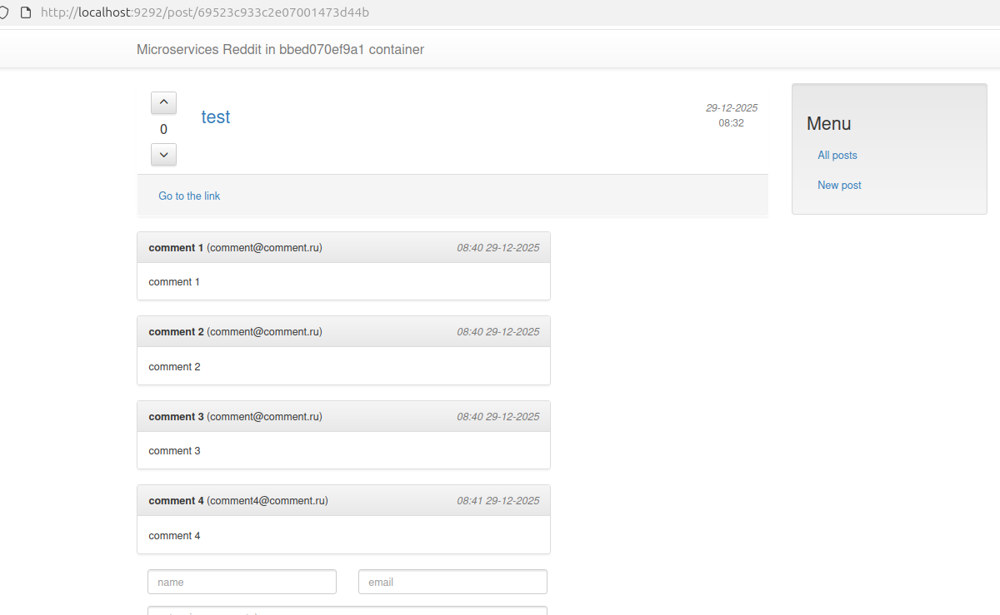 http://localhost:9292/post/69523c933c2e07001473d44b
Microservices Reddit in bbed070ef9a1 container
0
test
29-12-2025
08:32
Menu
All posts
New post
Go to the link
comment 1 (comment@comment.ru) 08:40 29-12-2025
comment 1
comment 2 (comment@comment.ru) 08:40 29-12-2025
comment 2
comment 3 (comment@comment.ru) 08:40 29-12-2025
comment 3
comment 4 (comment4@comment.ru) 08:41 29-12-2025
comment 4
name
email